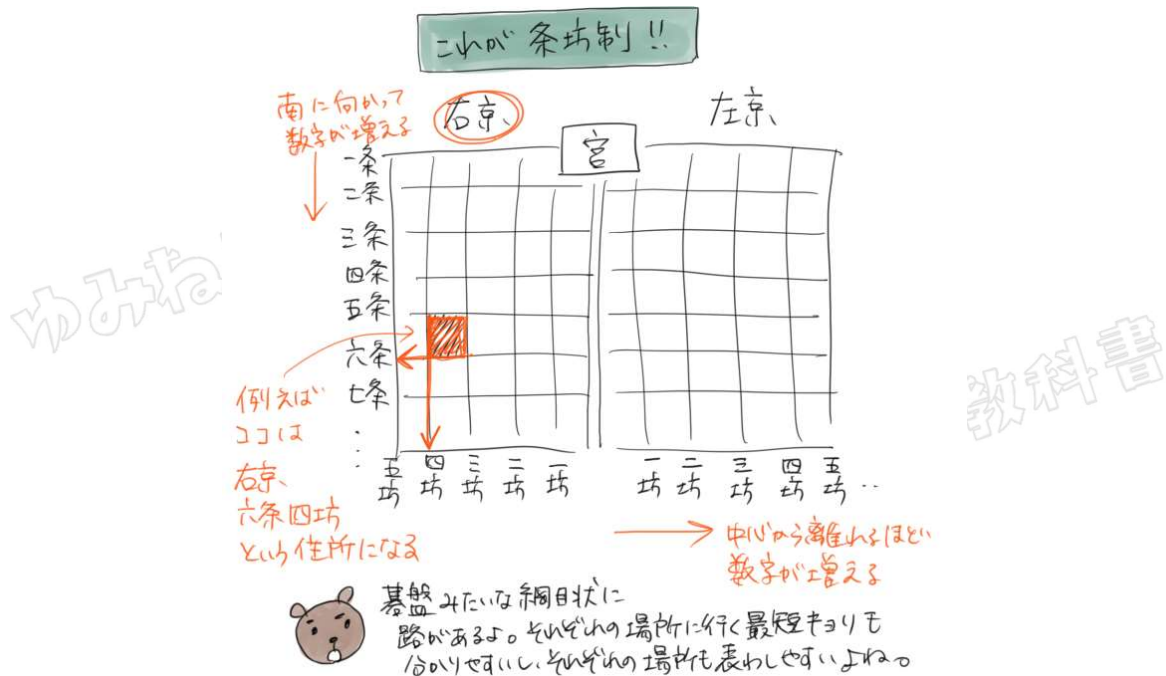 これが 条坊制!!
南に向かって
数字が増える
右京、
左京、
宮
一条
二条
三条
四条
五条
六条
七条
⋮
例えば
ココは
右京、
六条四坊
という住所になる
五坊 四坊 三坊 二坊 一坊
一坊 二坊 三坊 四坊 五坊 ‥
中心から離れるほど
数字が増える
碁盤みたいな網目状に
路があるよ。それぞれの場所に行く最短キョリも
分かりやすいし、それぞれの場所も表わしやすいよね。
ゆみね
教科書